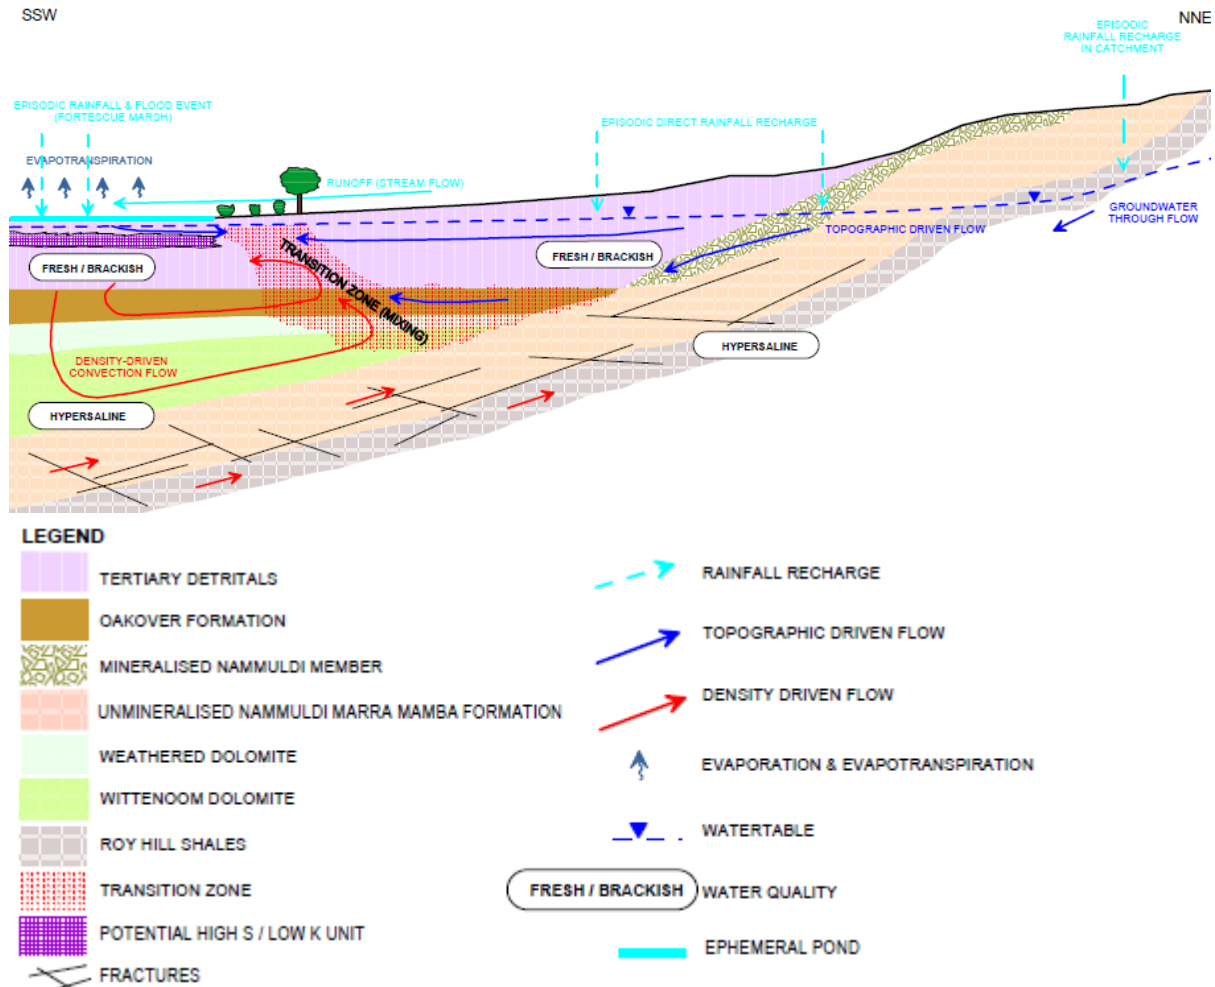 SSW
NNE
EPISODIC
RAINFALL RECHARGE
IN CATCHMENT
EPISODIC RAINFALL & FLOOD EVENT
(FORTESCUE MARSH)
EPISODIC DIRECT RAINFALL RECHARGE
EVAPOTRANSPIRATION
RUNOFF (STREAM FLOW)
GROUNDWATER
THROUGH FLOW
TOPOGRAPHIC DRIVEN FLOW
FRESH / BRACKISH
TRANSITION ZONE (MIXING)
FRESH / BRACKISH
HYPERSALINE
DENSITY-DRIVEN
CONVECTION FLOW
HYPERSALINE
LEGEND
TERTIARY DETRITALS
OAKOVER FORMATION
MINERALISED NAMMULDI MEMBER
UNMINERALISED NAMMULDI MARRA MAMBA FORMATION
WEATHERED DOLOMITE
WITTENOOM DOLOMITE
ROY HILL SHALES
TRANSITION ZONE
POTENTIAL HIGH S / LOW K UNIT
FRACTURES
RAINFALL RECHARGE
TOPOGRAPHIC DRIVEN FLOW
DENSITY DRIVEN FLOW
EVAPORATION & EVAPOTRANSPIRATION
WATERTABLE
FRESH / BRACKISH WATER QUALITY
EPHEMERAL POND